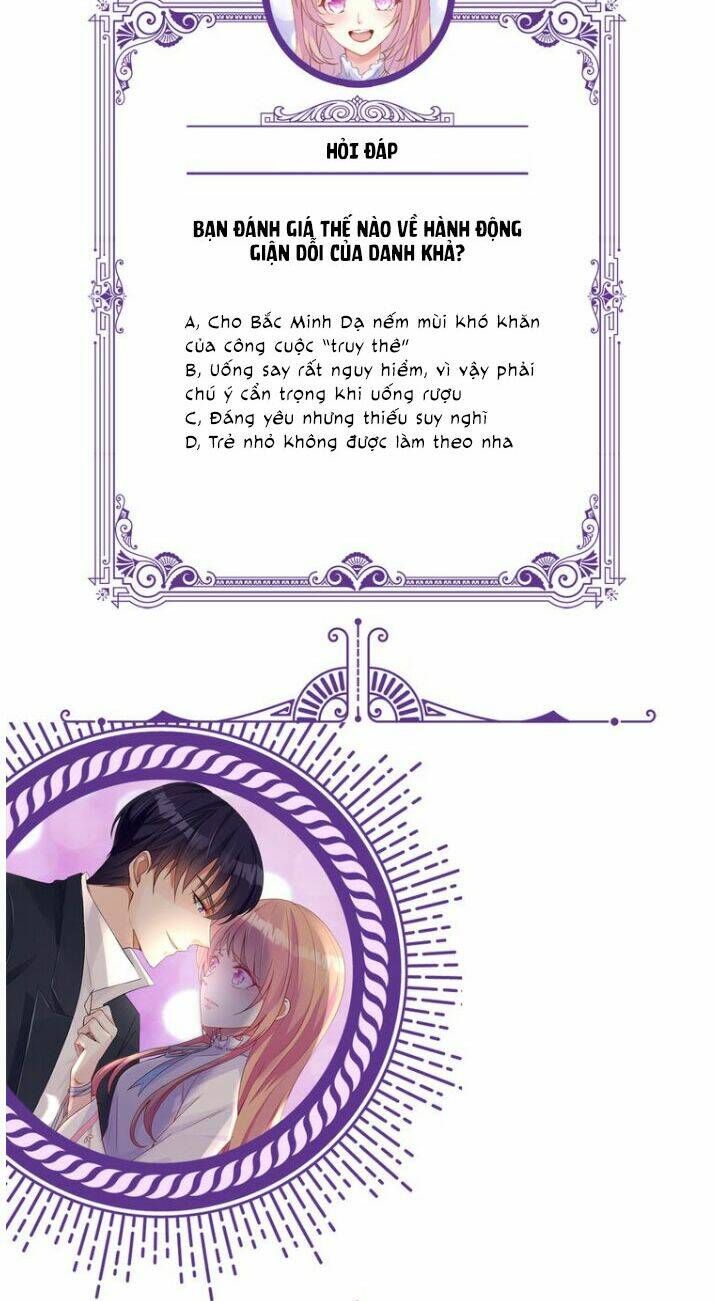 HỎI ĐÁP
BẠN ĐÁNH GIÁ THẾ NÀO VỀ HÀNH ĐỘNG
GIẬN DỖI CỦA DANH KHẢ?
A, Cho Bắc Minh Dạ nếm mùi khó khăn
của công cuộc “truy thê”
B, Uống say rất nguy hiểm, vì vậy phải
chú ý cẩn trọng khi uống rượu
C, Đáng yêu nhưng thiếu suy nghĩ
D, Trẻ nhỏ không được làm theo nha